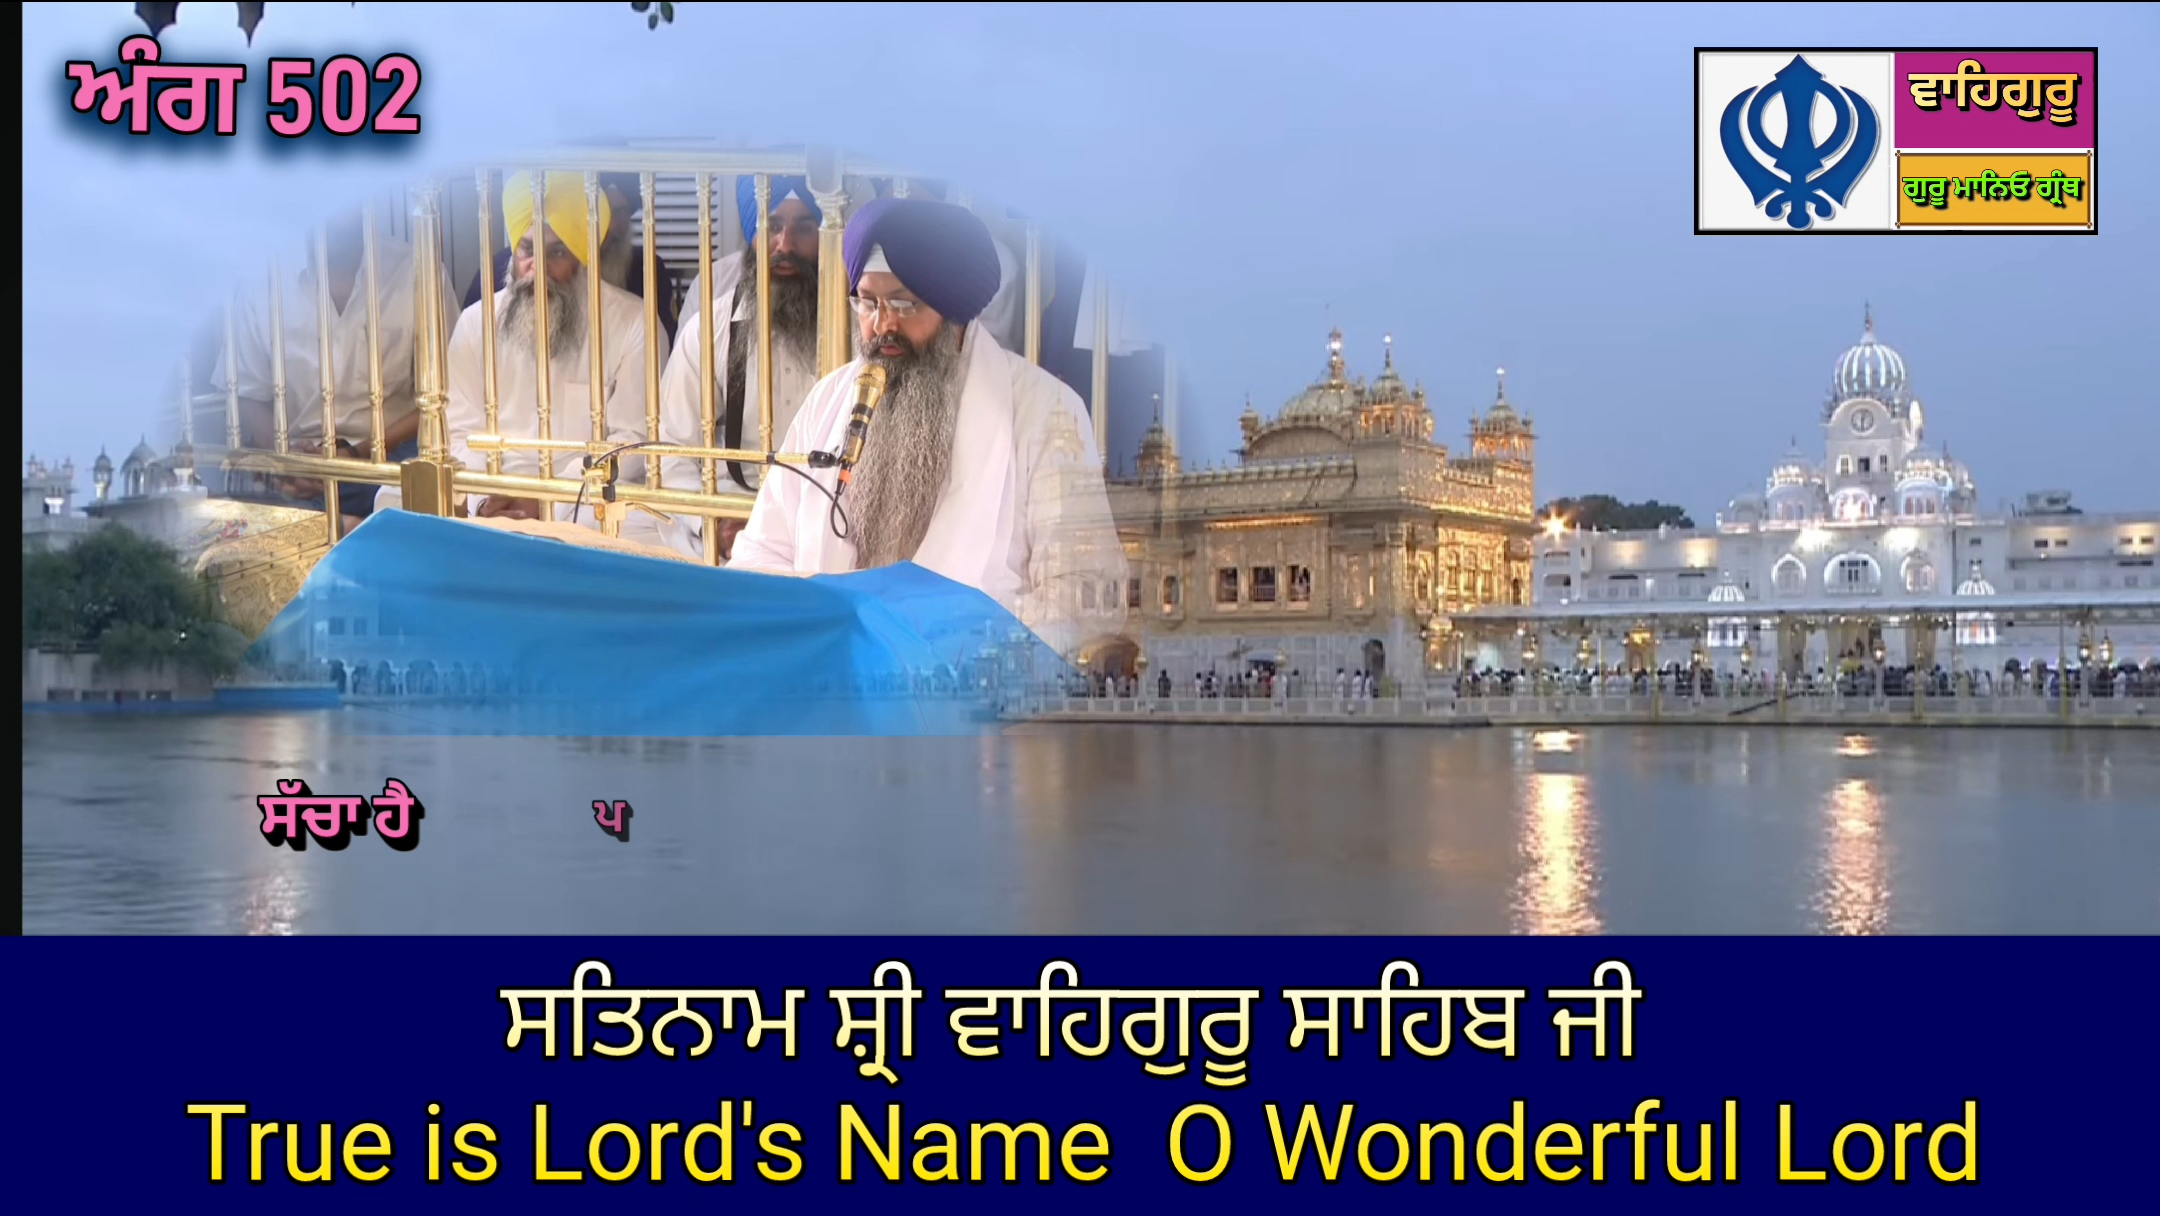 ਅੰਗ 502
ਵਾਹਿਗੁਰੂ
ਗੁਰੂ ਮਾਨਿਓ ਗ੍ਰੰਥ
ਸੱਚਾ ਹੈ ਪ
ਸਤਿਨਾਮ ਸ਼੍ਰੀ ਵਾਹਿਗੁਰੂ ਸਾਹਿਬ ਜੀ
True is Lord's Name O Wonderful Lord